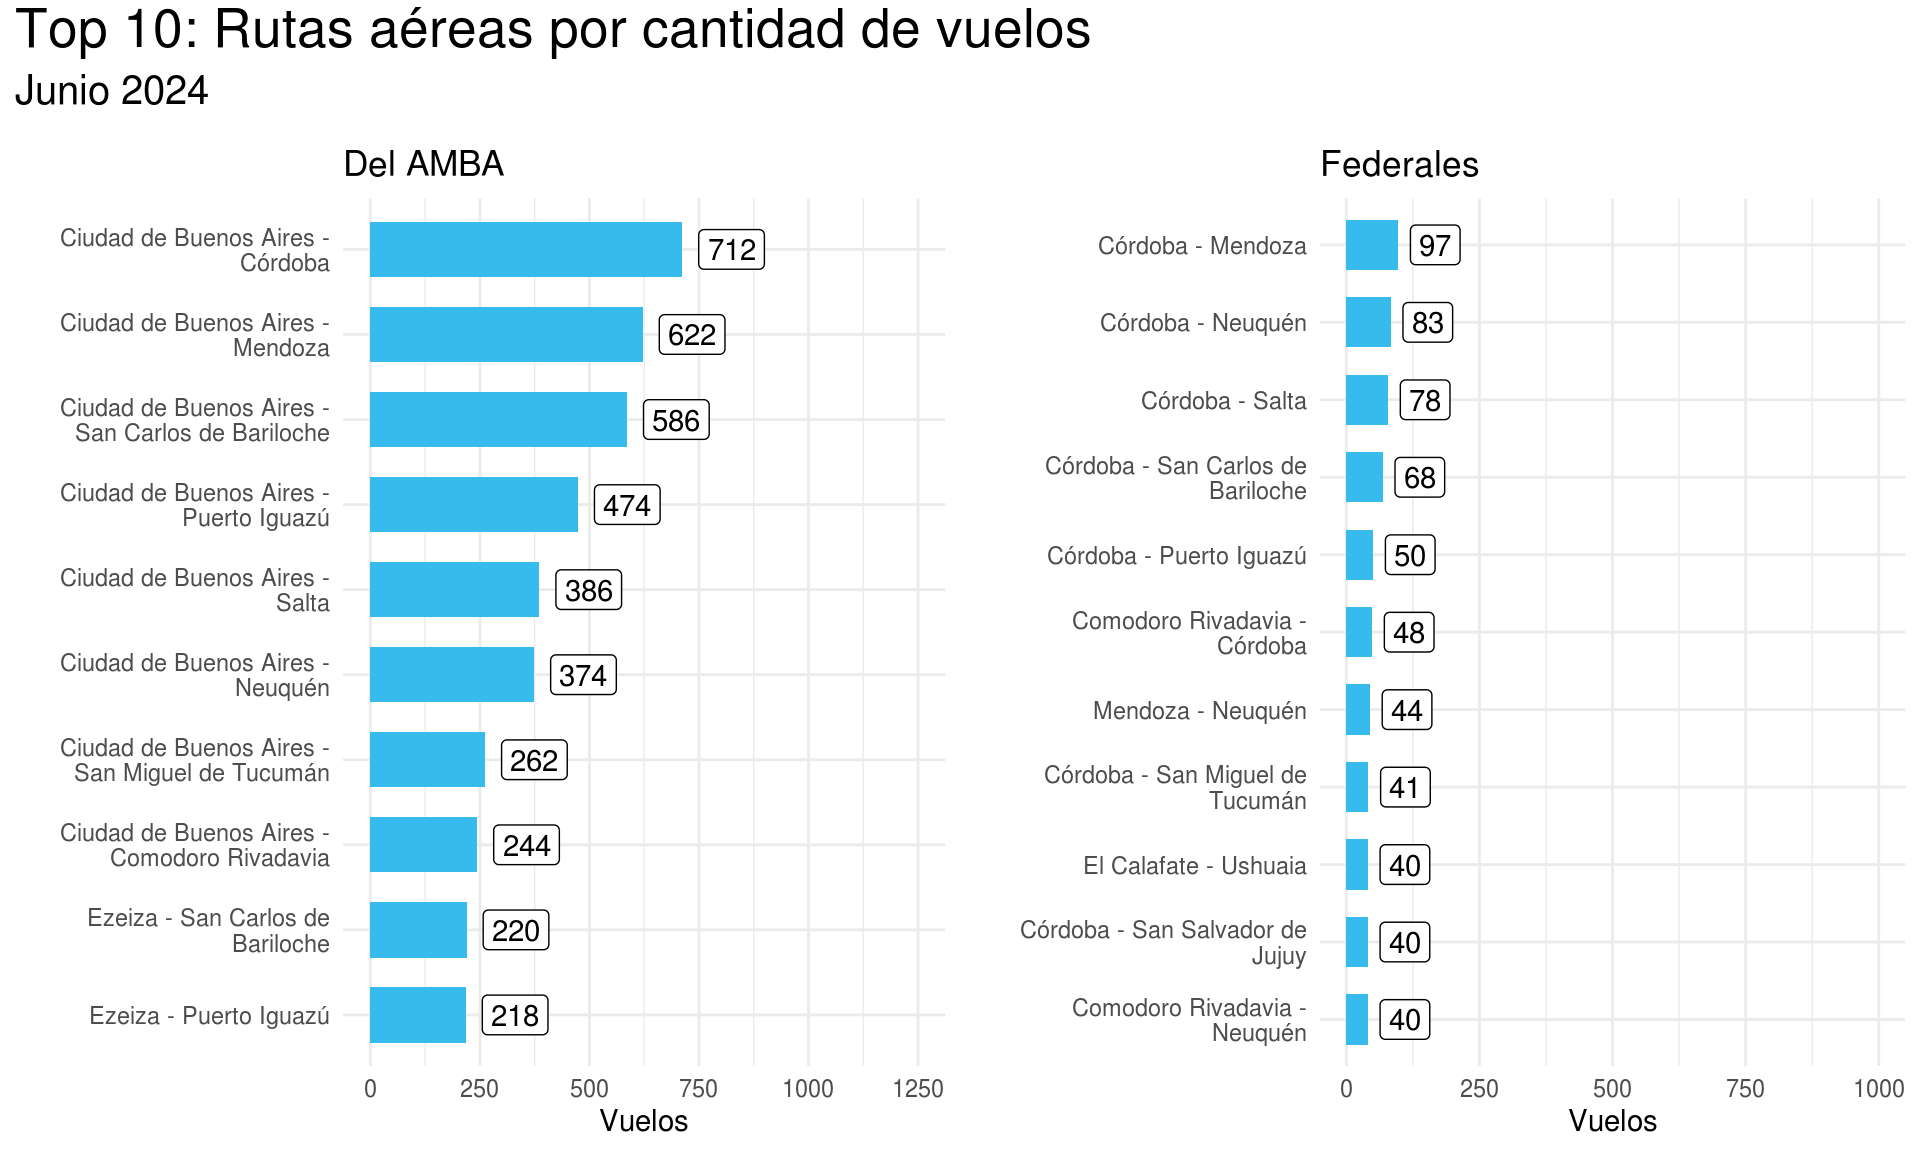 Top 10: Rutas aéreas por cantidad de vuelos
Junio 2024
Del AMBA
Ciudad de Buenos Aires -
Córdoba
712
Ciudad de Buenos Aires -
Mendoza
622
Ciudad de Buenos Aires -
San Carlos de Bariloche
586
Ciudad de Buenos Aires -
Puerto Iguazú
474
Ciudad de Buenos Aires -
Salta
386
Ciudad de Buenos Aires -
Neuquén
374
Ciudad de Buenos Aires -
San Miguel de Tucumán
262
Ciudad de Buenos Aires -
Comodoro Rivadavia
244
Ezeiza - San Carlos de
Bariloche
220
Ezeiza - Puerto Iguazú
218
0 250 500 750 1000 1250
Vuelos
Federales
Córdoba - Mendoza
97
Córdoba - Neuquén
83
Córdoba - Salta
78
Córdoba - San Carlos de
Bariloche
68
Córdoba - Puerto Iguazú
50
Comodoro Rivadavia -
Córdoba
48
Mendoza - Neuquén
44
Córdoba - San Miguel de
Tucumán
41
El Calafate - Ushuaia
40
Córdoba - San Salvador de
Jujuy
40
Comodoro Rivadavia -
Neuquén
40
0 250 500 750 1000
Vuelos